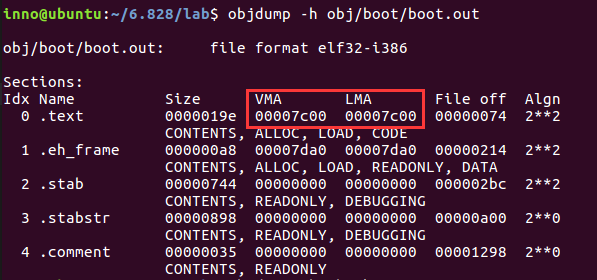 inno@ubuntu:~/6.828/lab$ objdump -h obj/boot/boot.out
obj/boot/boot.out:     file format elf32-i386
Sections:
Idx Name          Size      VMA       LMA       File off  Algn
  0 .text         0000019e  00007c00  00007c00  00000074  2**2
                  CONTENTS, ALLOC, LOAD, CODE
  1 .eh_frame     000000a8  00007da0  00007da0  00000214  2**2
                  CONTENTS, ALLOC, LOAD, READONLY, DATA
  2 .stab         00000744  00000000  00000000  000002bc  2**2
                  CONTENTS, READONLY, DEBUGGING
  3 .stabstr      00000898  00000000  00000000  00000a00  2**0
                  CONTENTS, READONLY, DEBUGGING
  4 .comment      00000035  00000000  00000000  00001298  2**0
                  CONTENTS, READONLY